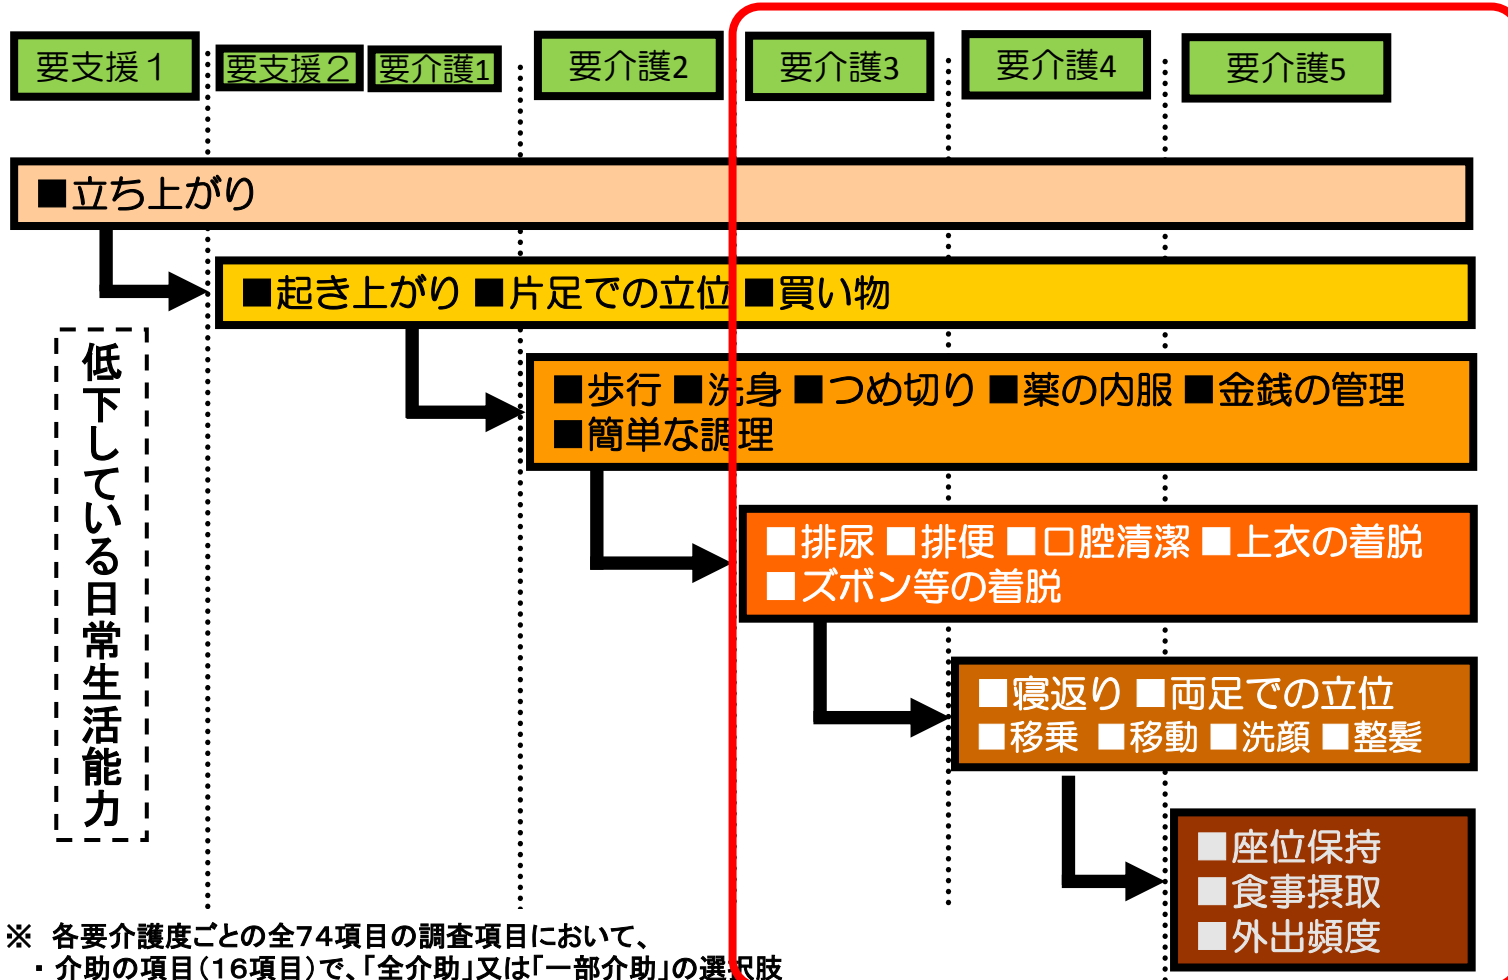 要支援１
要支援２
要介護1
要介護2
要介護3
要介護4
要介護5
■立ち上がり
■起き上がり ■片足での立位 ■買い物
■歩行 ■洗身 ■つめ切り ■薬の内服 ■金銭の管理
■簡単な調理
■排尿 ■排便 ■口腔清潔 ■上衣の着脱
■ズボン等の着脱
■寝返り ■両足での立位
■移乗 ■移動 ■洗顔 ■整髪
■座位保持
■食事摂取
■外出頻度
低下している日常生活能力
※ 各要介護度ごとの全74項目の調査項目において、
・ 介助の項目（16項目）で、「全介助」又は「一部介助」の選択肢